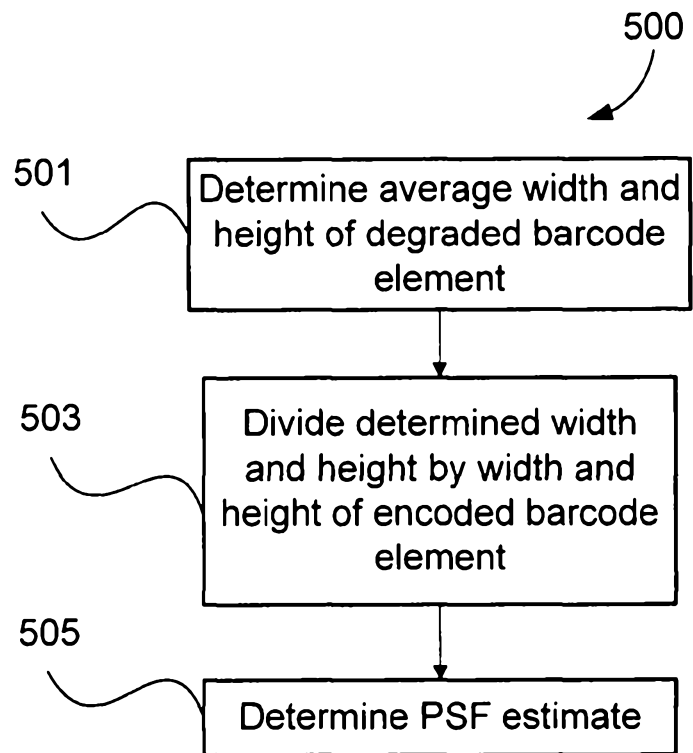 500
501
Determine average width and
height of degraded barcode
element
503
Divide determined width
and height by width and
height of encoded barcode
element
505
Determine PSF estimate